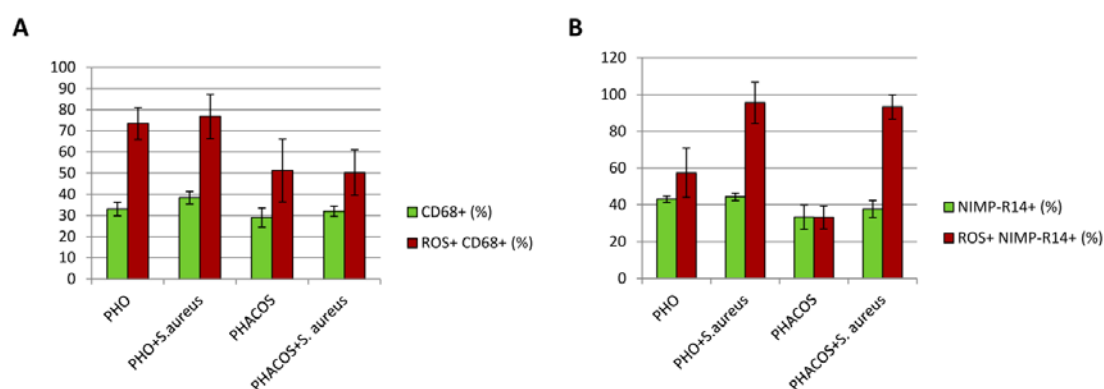 A
100
90
80
70
60
50
40
30
20
10
0
PHO
PHO+S.aureus
PHACOS
PHACOS+S. aureus
CD68+ (%)
ROS+ CD68+ (%)
B
120
100
80
60
40
20
0
PHO
PHO+S.aureus
PHACOS
PHACOS+S. aureus
NIMP-R14+ (%)
ROS+ NIMP-R14+ (%)